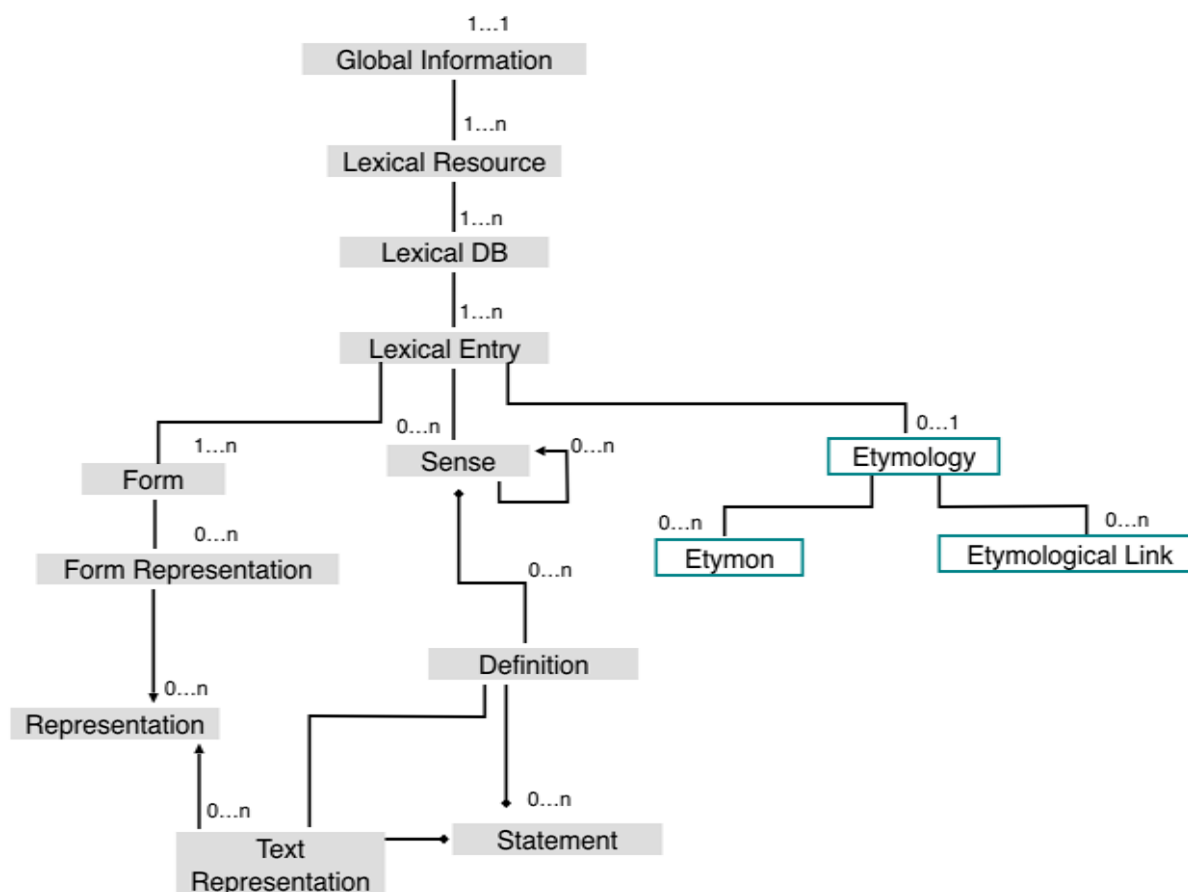 1…1
Global Information
1…n
Lexical Resource
1…n
Lexical DB
1…n
Lexical Entry
0…n
0…1
1…n
0…n
Sense
Etymology
Form
0…n
0…n
0…n
Form Representation
Etymon
Etymological Link
0…n
Definition
0…n
Representation
0…n
0…n
Statement
Text
Representation